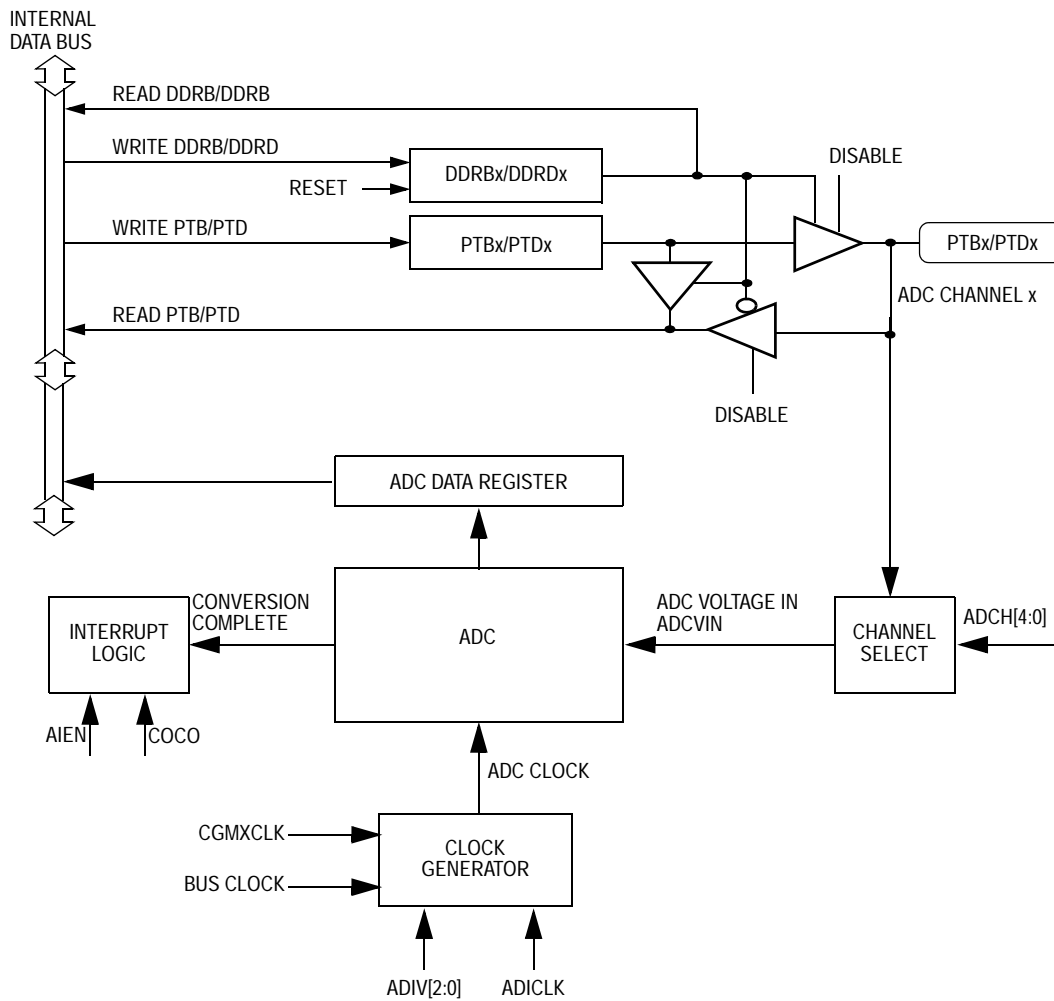 INTERNAL
DATA BUS
READ DDRB/DDRB
WRITE DDRB/DDRD
RESET
DDRBx/DDRDx
DISABLE
WRITE PTB/PTD
PTBx/PTDx
PTBx/PTDx
ADC CHANNEL x
READ PTB/PTD
DISABLE
ADC DATA REGISTER
INTERRUPT
LOGIC
CONVERSION
COMPLETE
ADC
ADC VOLTAGE IN
ADCVIN
CHANNEL
SELECT
ADCH[4:0]
AIEN
COCO
ADC CLOCK
CGMXCLK
BUS CLOCK
CLOCK
GENERATOR
ADIV[2:0]
ADICLK